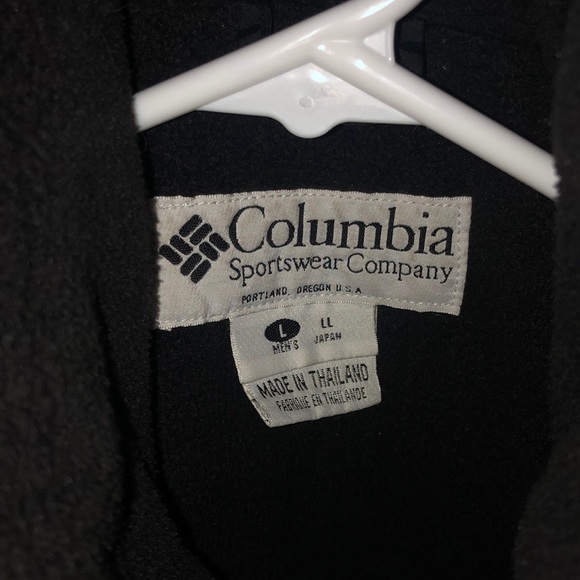 Columbia
Sportswear Company
PORTLAND, OREGON U.S.A
L LL
MEN'S JAPAN
MADE IN THAILAND
FABRIQUE EN THAILANDE